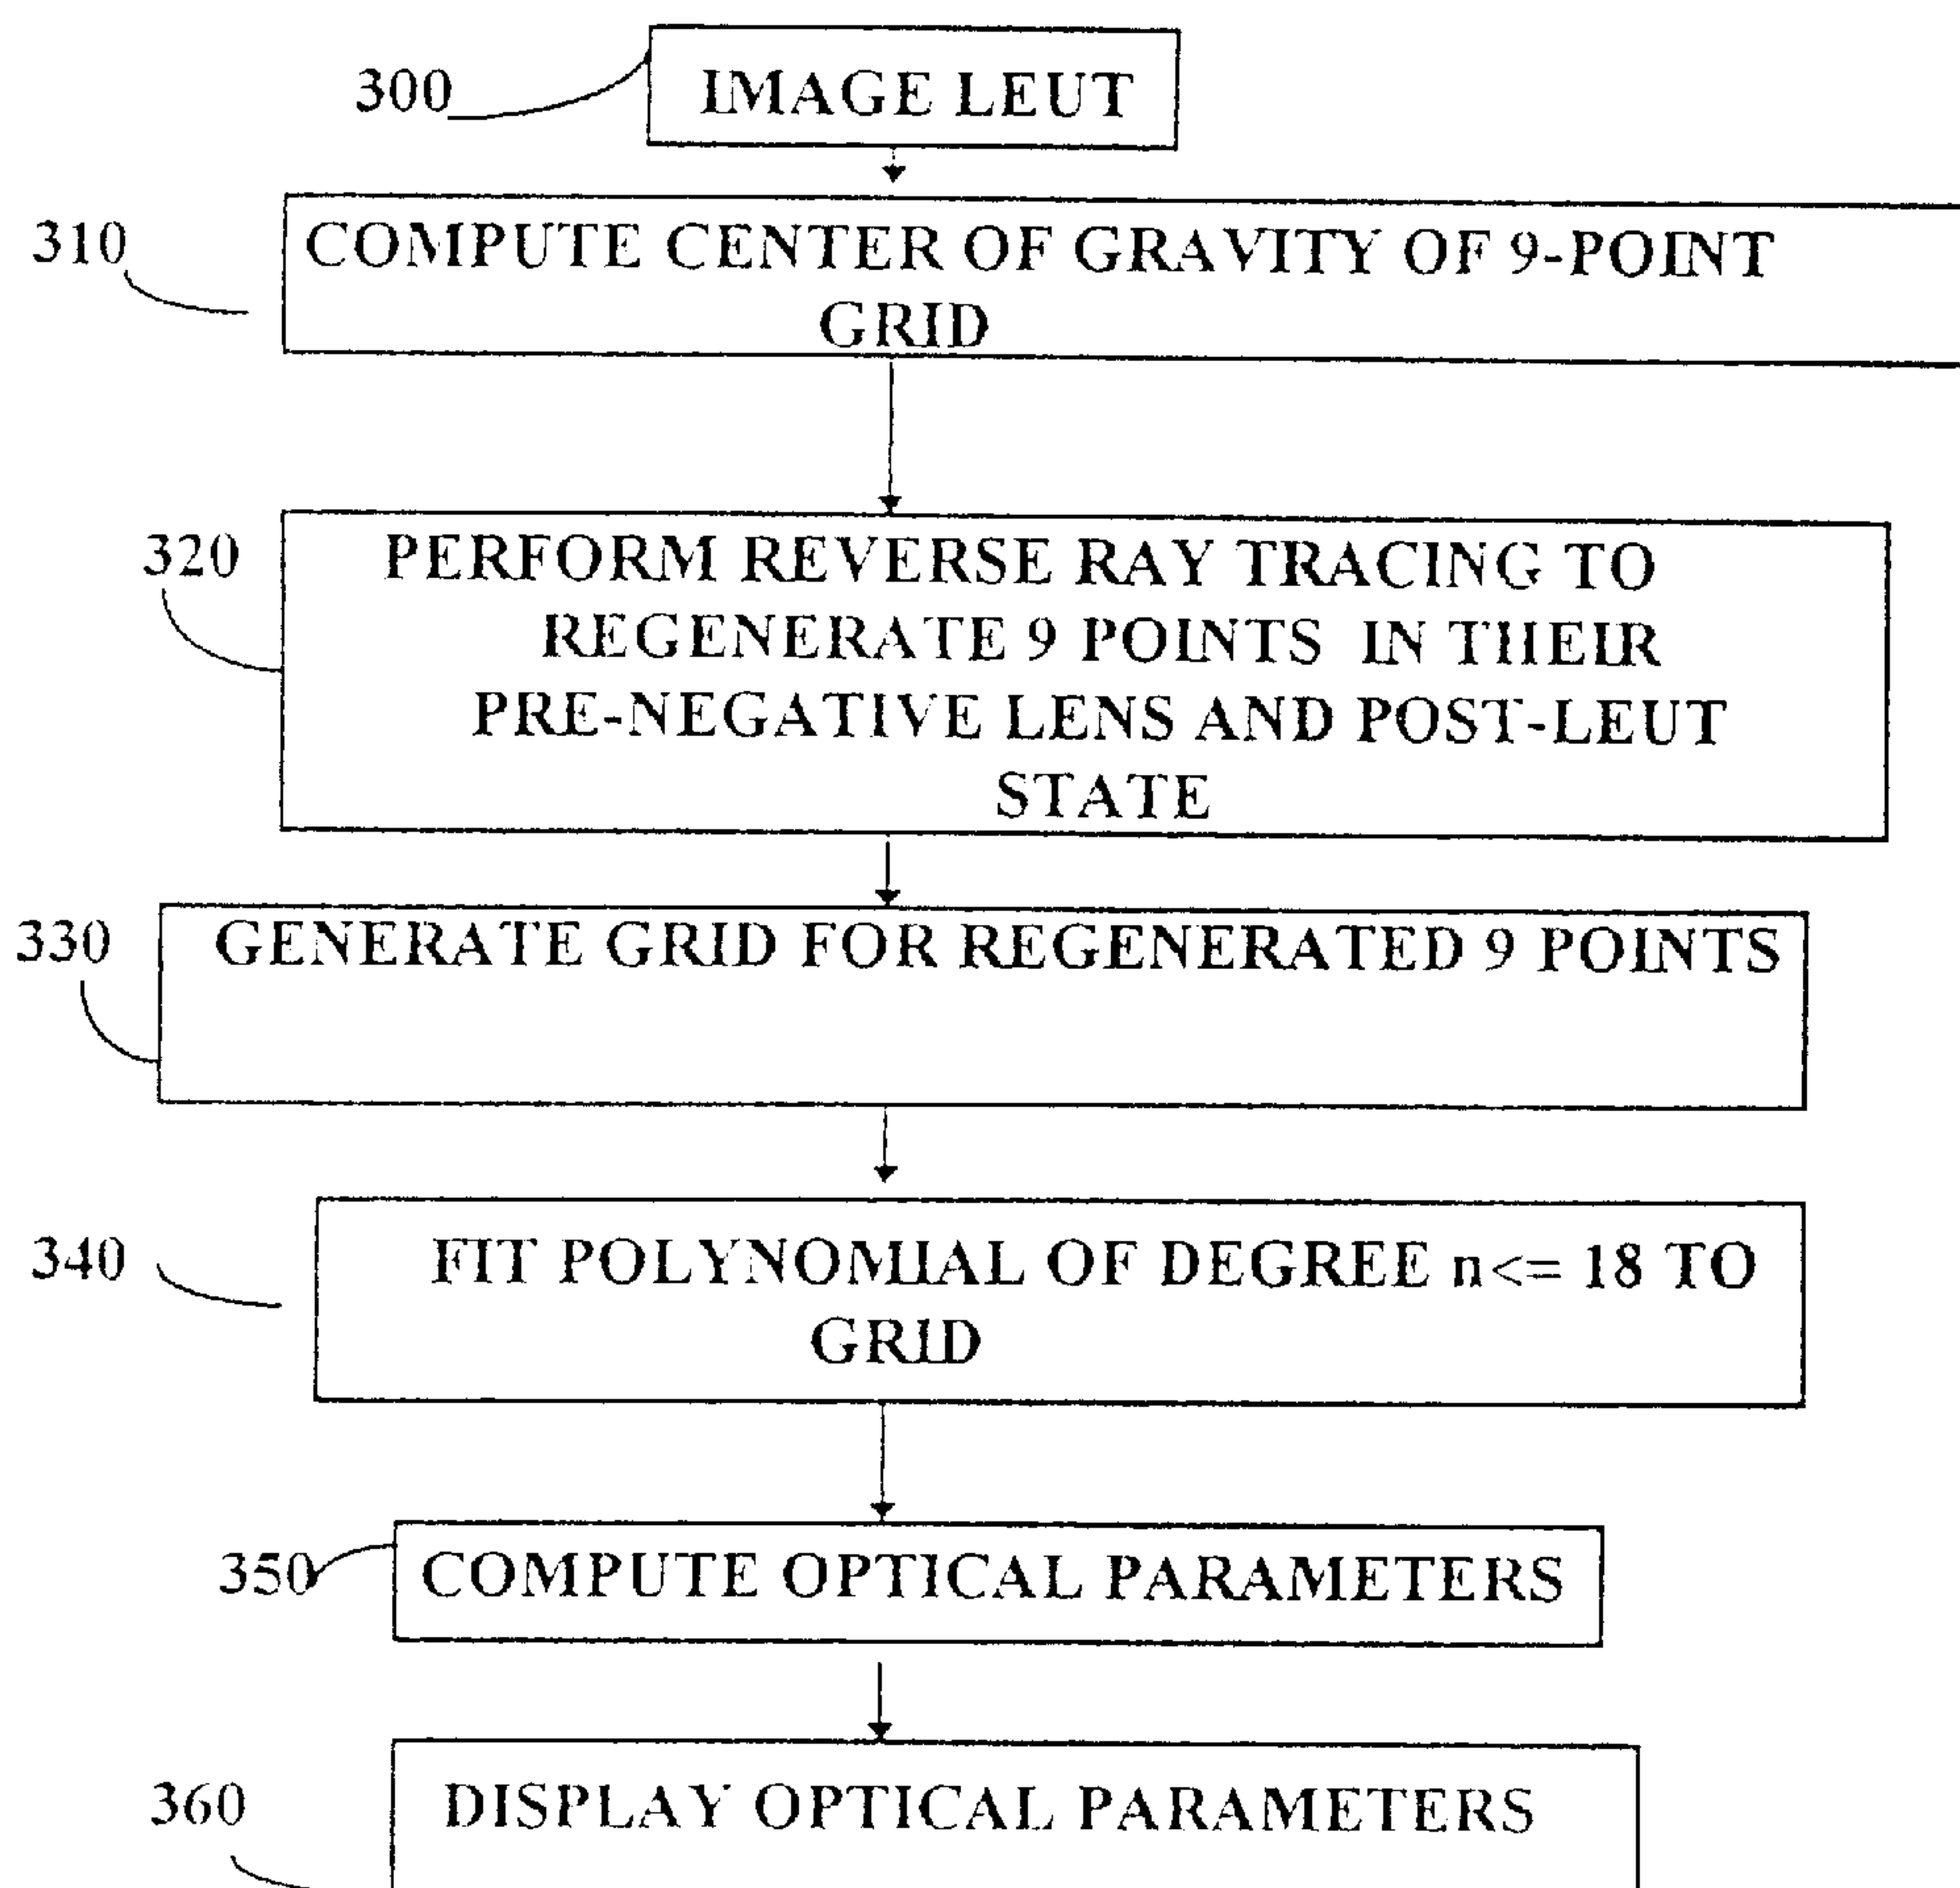 300
IMAGE LEUT
310
COMPUTE CENTER OF GRAVITY OF 9-POINT
GRID
320
PERFORM REVERSE RAY TRACING TO
REGENERATE 9 POINTS IN THEIR
PRE-NEGATIVE LENS AND POST-LEUT
STATE
330
GENERATE GRID FOR REGENERATED 9 POINTS
340
FIT POLYNOMIAL OF DEGREE n<= 18 TO
GRID
350
COMPUTE OPTICAL PARAMETERS
360
DISPLAY OPTICAL PARAMETERS